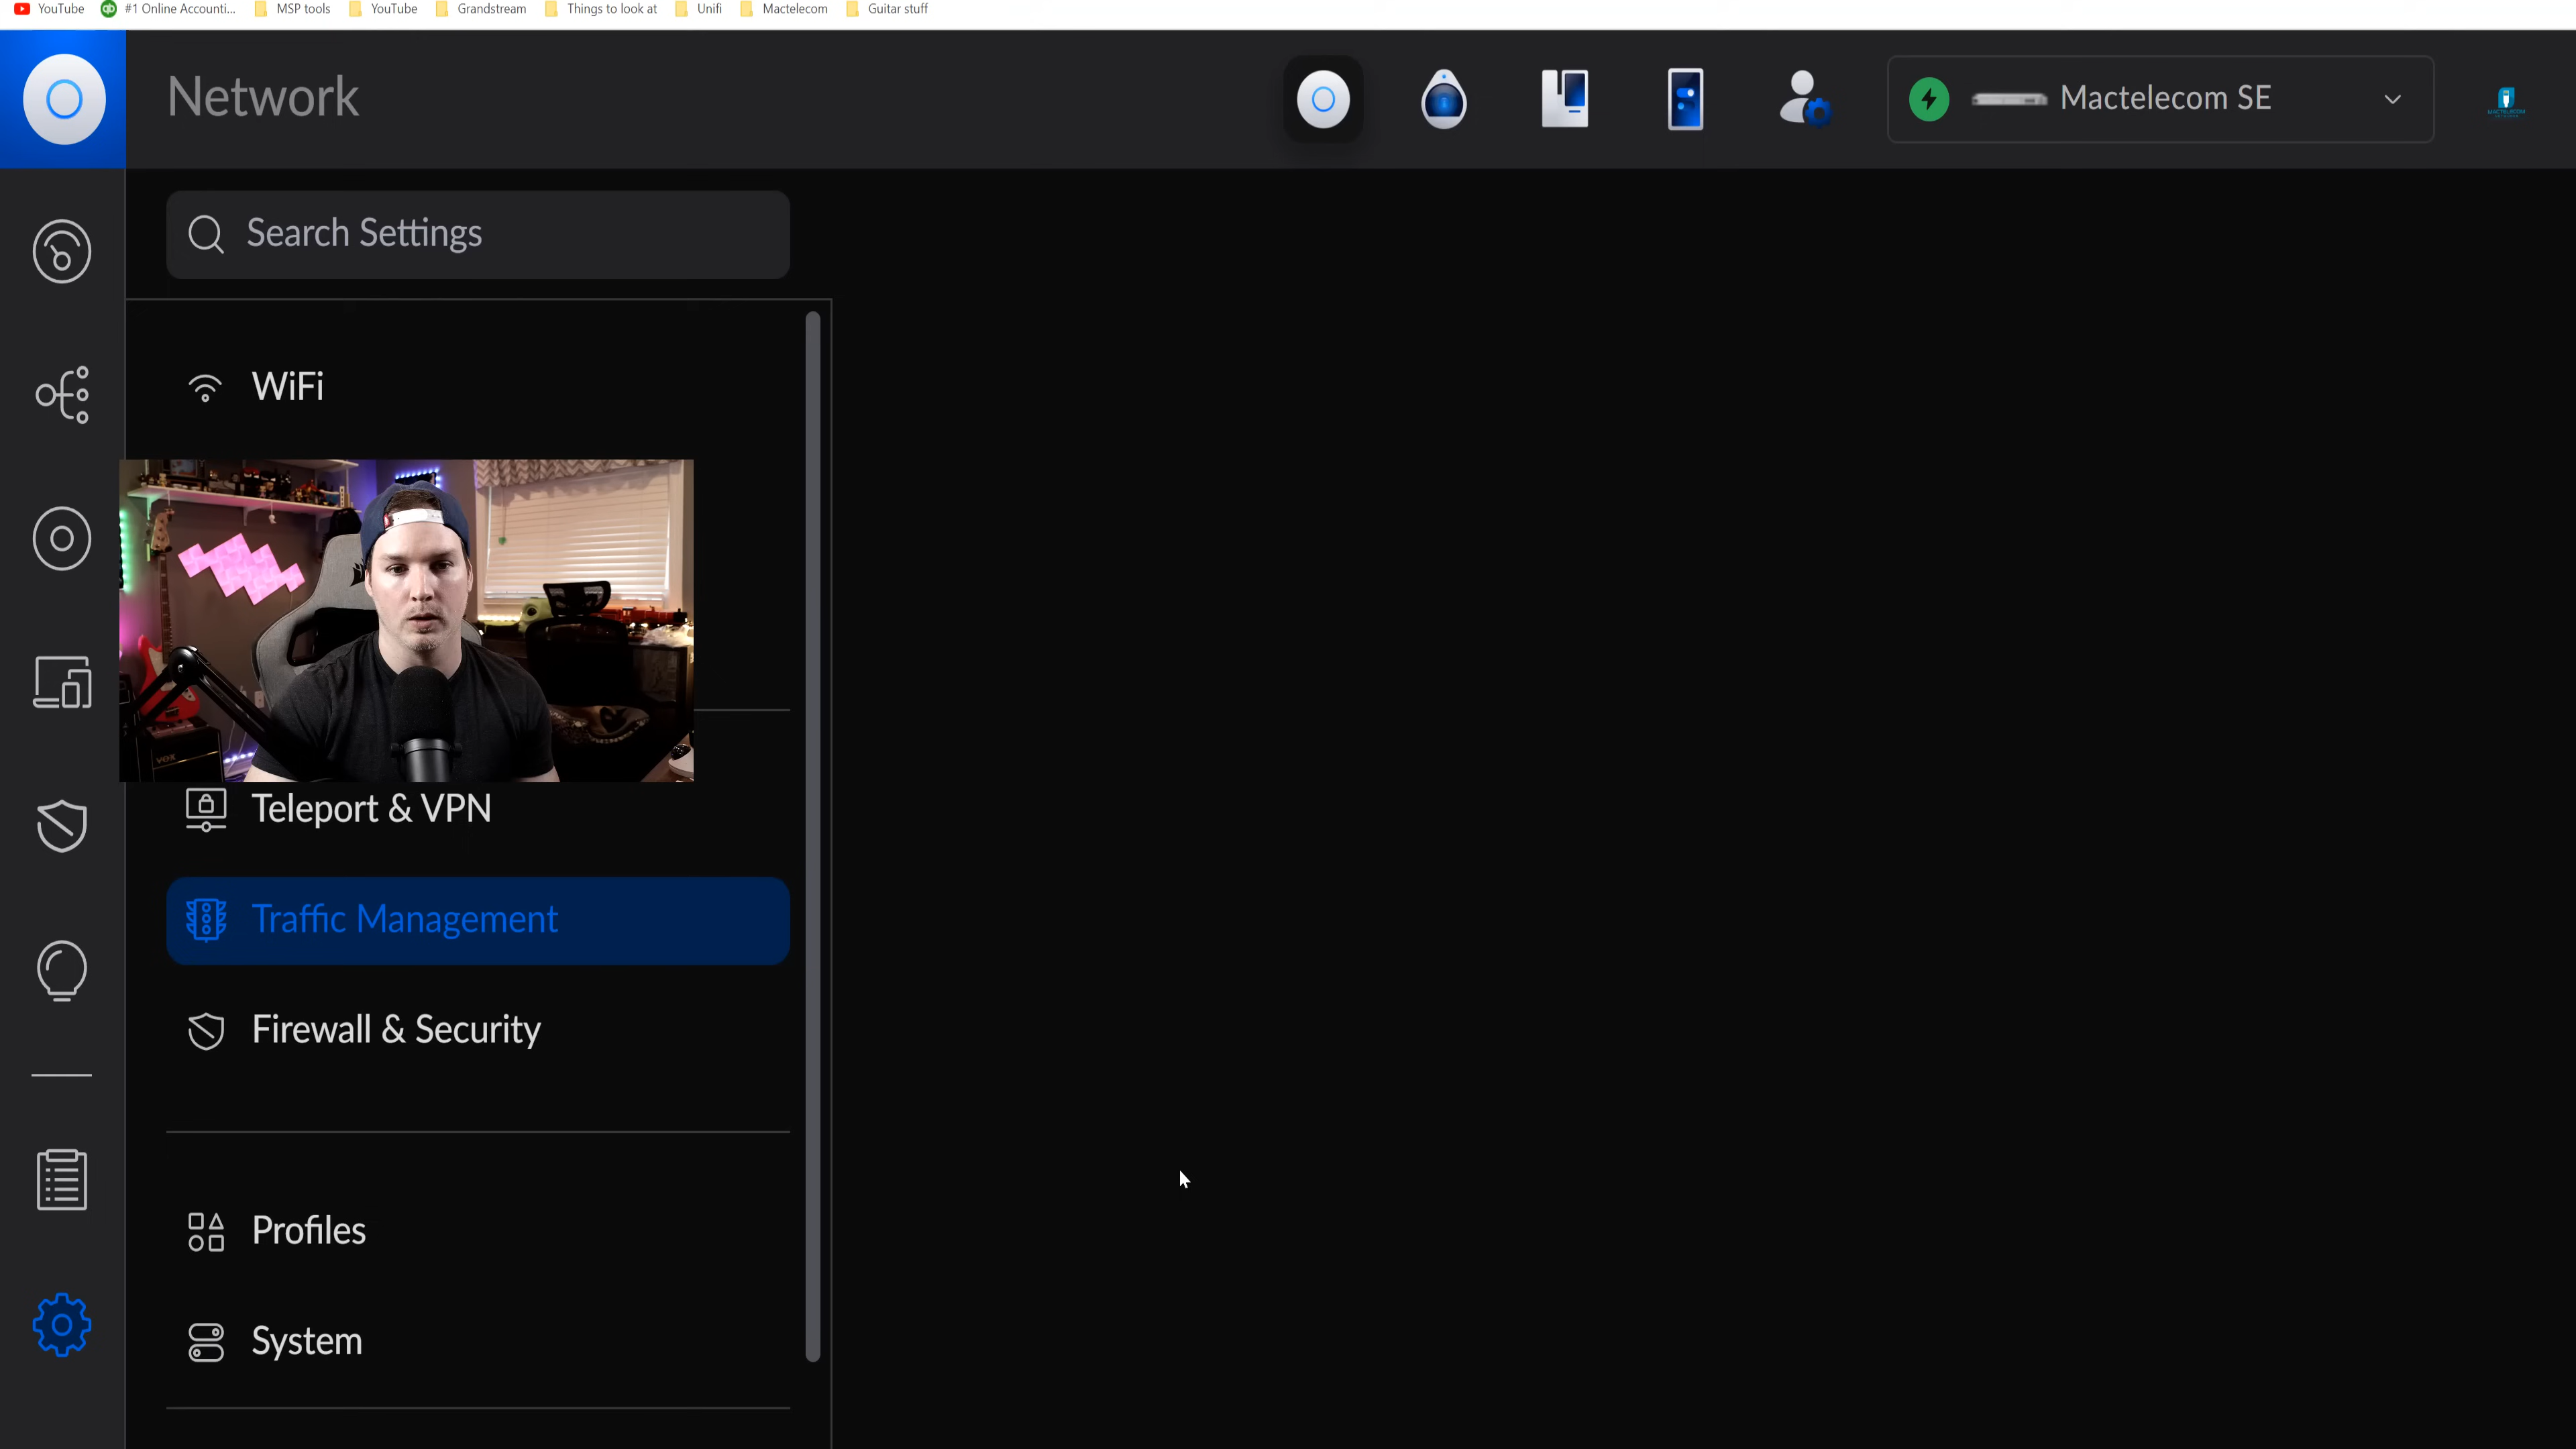 YouTube #1 Online Accounti... MSP tools YouTube Grandstream Things to look at Unifi Mactelecom Guitar stuff
Network Mactelecom SE
Search Settings
WiFi
VOX
Teleport & VPN
Traffic Management
Firewall & Security
Profiles
System